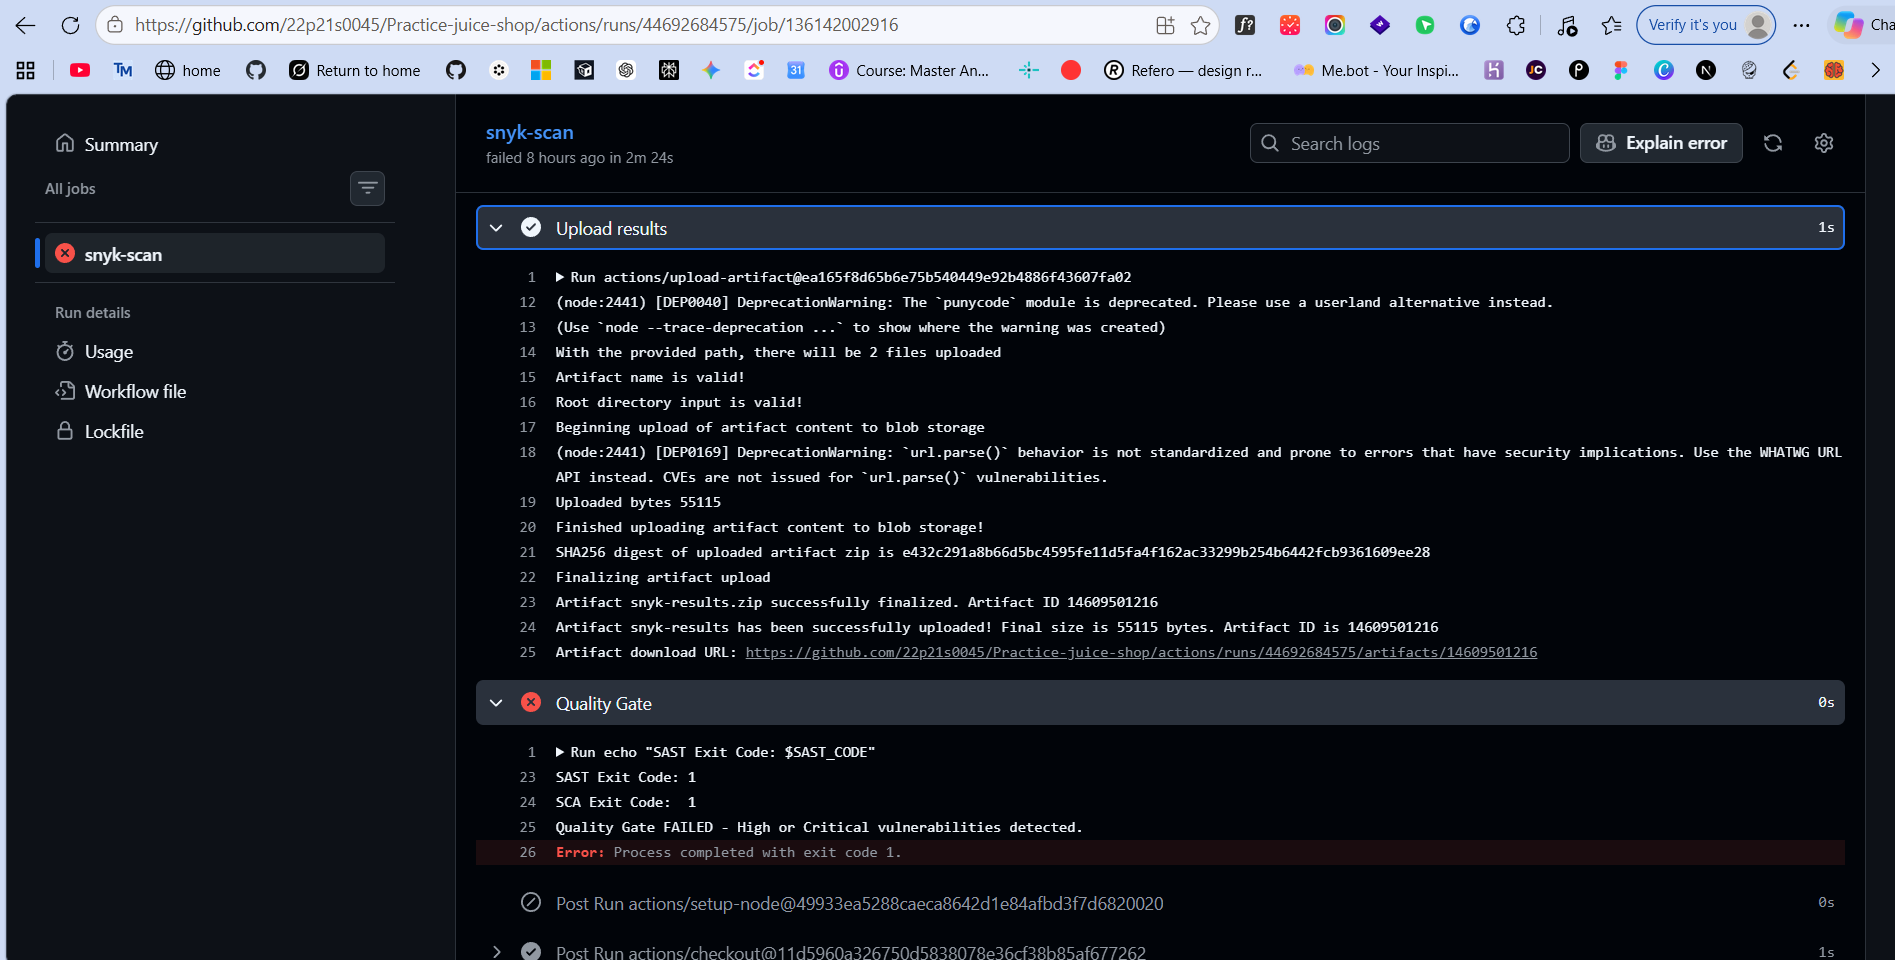 https://github.com/22p21s0045/Practice-juice-shop/actions/runs/44692684575/job/136142002916
Verify it's you
Cha
home
Return to home
Course: Master An...
Refero — design r...
Me.bot - Your Inspi...
Summary
All jobs
snyk-scan
Run details
Usage
Workflow file
Lockfile
snyk-scan
failed 8 hours ago in 2m 24s
Search logs
Explain error
Upload results 1s
1 Run actions/upload-artifact@ea165f8d65b6e75b540449e92b4886f43607fa02
12 (node:2441) [DEP0040] DeprecationWarning: The `punycode` module is deprecated. Please use a userland alternative instead.
13 (Use `node --trace-deprecation ...` to show where the warning was created)
14 With the provided path, there will be 2 files uploaded
15 Artifact name is valid!
16 Root directory input is valid!
17 Beginning upload of artifact content to blob storage
18 (node:2441) [DEP0169] DeprecationWarning: `url.parse()` behavior is not standardized and prone to errors that have security implications. Use the WHATWG URL
API instead. CVEs are not issued for `url.parse()` vulnerabilities.
19 Uploaded bytes 55115
20 Finished uploading artifact content to blob storage!
21 SHA256 digest of uploaded artifact zip is e432c291a8b66d5bc4595fe11d5fa4f162ac33299b254b6442fcb9361609ee28
22 Finalizing artifact upload
23 Artifact snyk-results.zip successfully finalized. Artifact ID 14609501216
24 Artifact snyk-results has been successfully uploaded! Final size is 55115 bytes. Artifact ID is 14609501216
25 Artifact download URL: https://github.com/22p21s0045/Practice-juice-shop/actions/runs/44692684575/artifacts/14609501216
Quality Gate 0s
1 Run echo "SAST Exit Code: $SAST_CODE"
23 SAST Exit Code: 1
24 SCA Exit Code:  1
25 Quality Gate FAILED - High or Critical vulnerabilities detected.
26 Error: Process completed with exit code 1.
Post Run actions/setup-node@49933ea5288caeca8642d1e84afbd3f7d6820020 0s
Post Run actions/checkout@11d5960a326750d5838078e36cf38b85af677262 1s